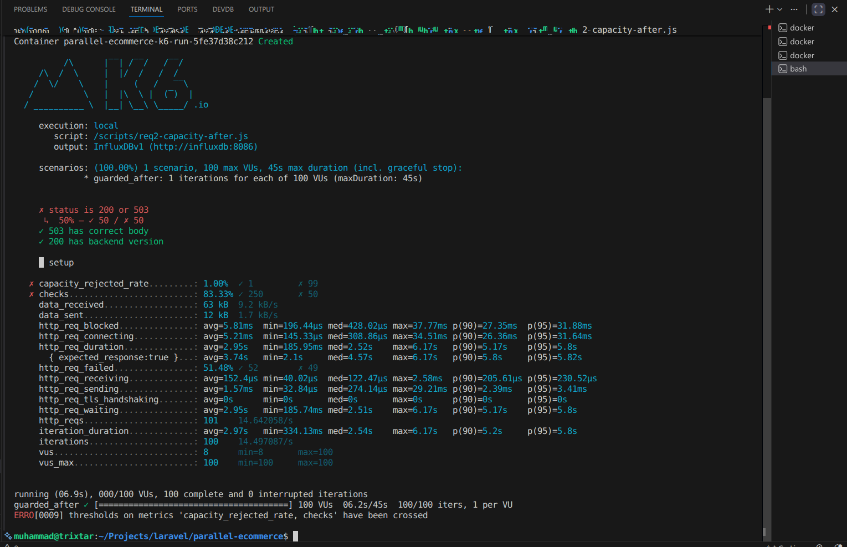 PROBLEMS DEBUG CONSOLE TERMINAL PORTS DEVDB OUTPUT
2-capacity-after.js
Container parallel-ecommerce-k6-run-5fe37d38c212 Created
.io
execution: local
script: /scripts/req2-capacity-after.js
output: InfluxDBv1 (http://influxdb:8086)
scenarios: (100.00%) 1 scenario, 100 max VUs, 45s max duration (incl. graceful stop):
* guarded_after: 1 iterations for each of 100 VUs (maxDuration: 45s)
✗ status is 200 or 503
↳ 50% — ✓ 50 / ✗ 50
✓ 503 has correct body
✓ 200 has backend version
█ setup
✗ capacity_rejected_rate.........: 1.00% ✓ 1 ✗ 99
✗ checks.........................: 83.33% ✓ 250 ✗ 50
data_received..................: 63 kB 9.2 kB/s
data_sent......................: 12 kB 1.7 kB/s
http_req_blocked...............: avg=5.81ms min=196.44µs med=428.02µs max=37.77ms p(90)=27.35ms p(95)=31.88ms
http_req_connecting............: avg=5.21ms min=145.33µs med=308.86µs max=34.51ms p(90)=26.36ms p(95)=31.64ms
http_req_duration..............: avg=2.95s min=185.95ms med=2.52s max=6.17s p(90)=5.17s p(95)=5.8s
{ expected_response:true }...: avg=3.74s min=2.1s med=4.57s max=6.17s p(90)=5.8s p(95)=5.82s
http_req_failed................: 51.48% ✓ 52 ✗ 49
http_req_receiving.............: avg=152.4µs min=40.02µs med=122.47µs max=2.58ms p(90)=205.61µs p(95)=230.52µs
http_req_sending...............: avg=1.57ms min=32.84µs med=274.14µs max=29.21ms p(90)=2.39ms p(95)=3.41ms
http_req_tls_handshaking.......: avg=0s min=0s med=0s max=0s p(90)=0s p(95)=0s
http_req_waiting...............: avg=2.95s min=185.74ms med=2.51s max=6.17s p(90)=5.17s p(95)=5.8s
http_reqs......................: 101 14.642058/s
iteration_duration.............: avg=2.97s min=334.13ms med=2.54s max=6.17s p(90)=5.2s p(95)=5.8s
iterations.....................: 100 14.497087/s
vus............................: 8 min=8 max=100
vus_max........................: 100 min=100 max=100
running (06.9s), 000/100 VUs, 100 complete and 0 interrupted iterations
guarded_after ✓ [======================================] 100 VUs 06.2s/45s 100/100 iters, 1 per VU
ERRO[0009] thresholds on metrics 'capacity_rejected_rate, checks' have been crossed
muhammad@trixtar:~/Projects/laravel/parallel-ecommerce$
docker
docker
docker
bash